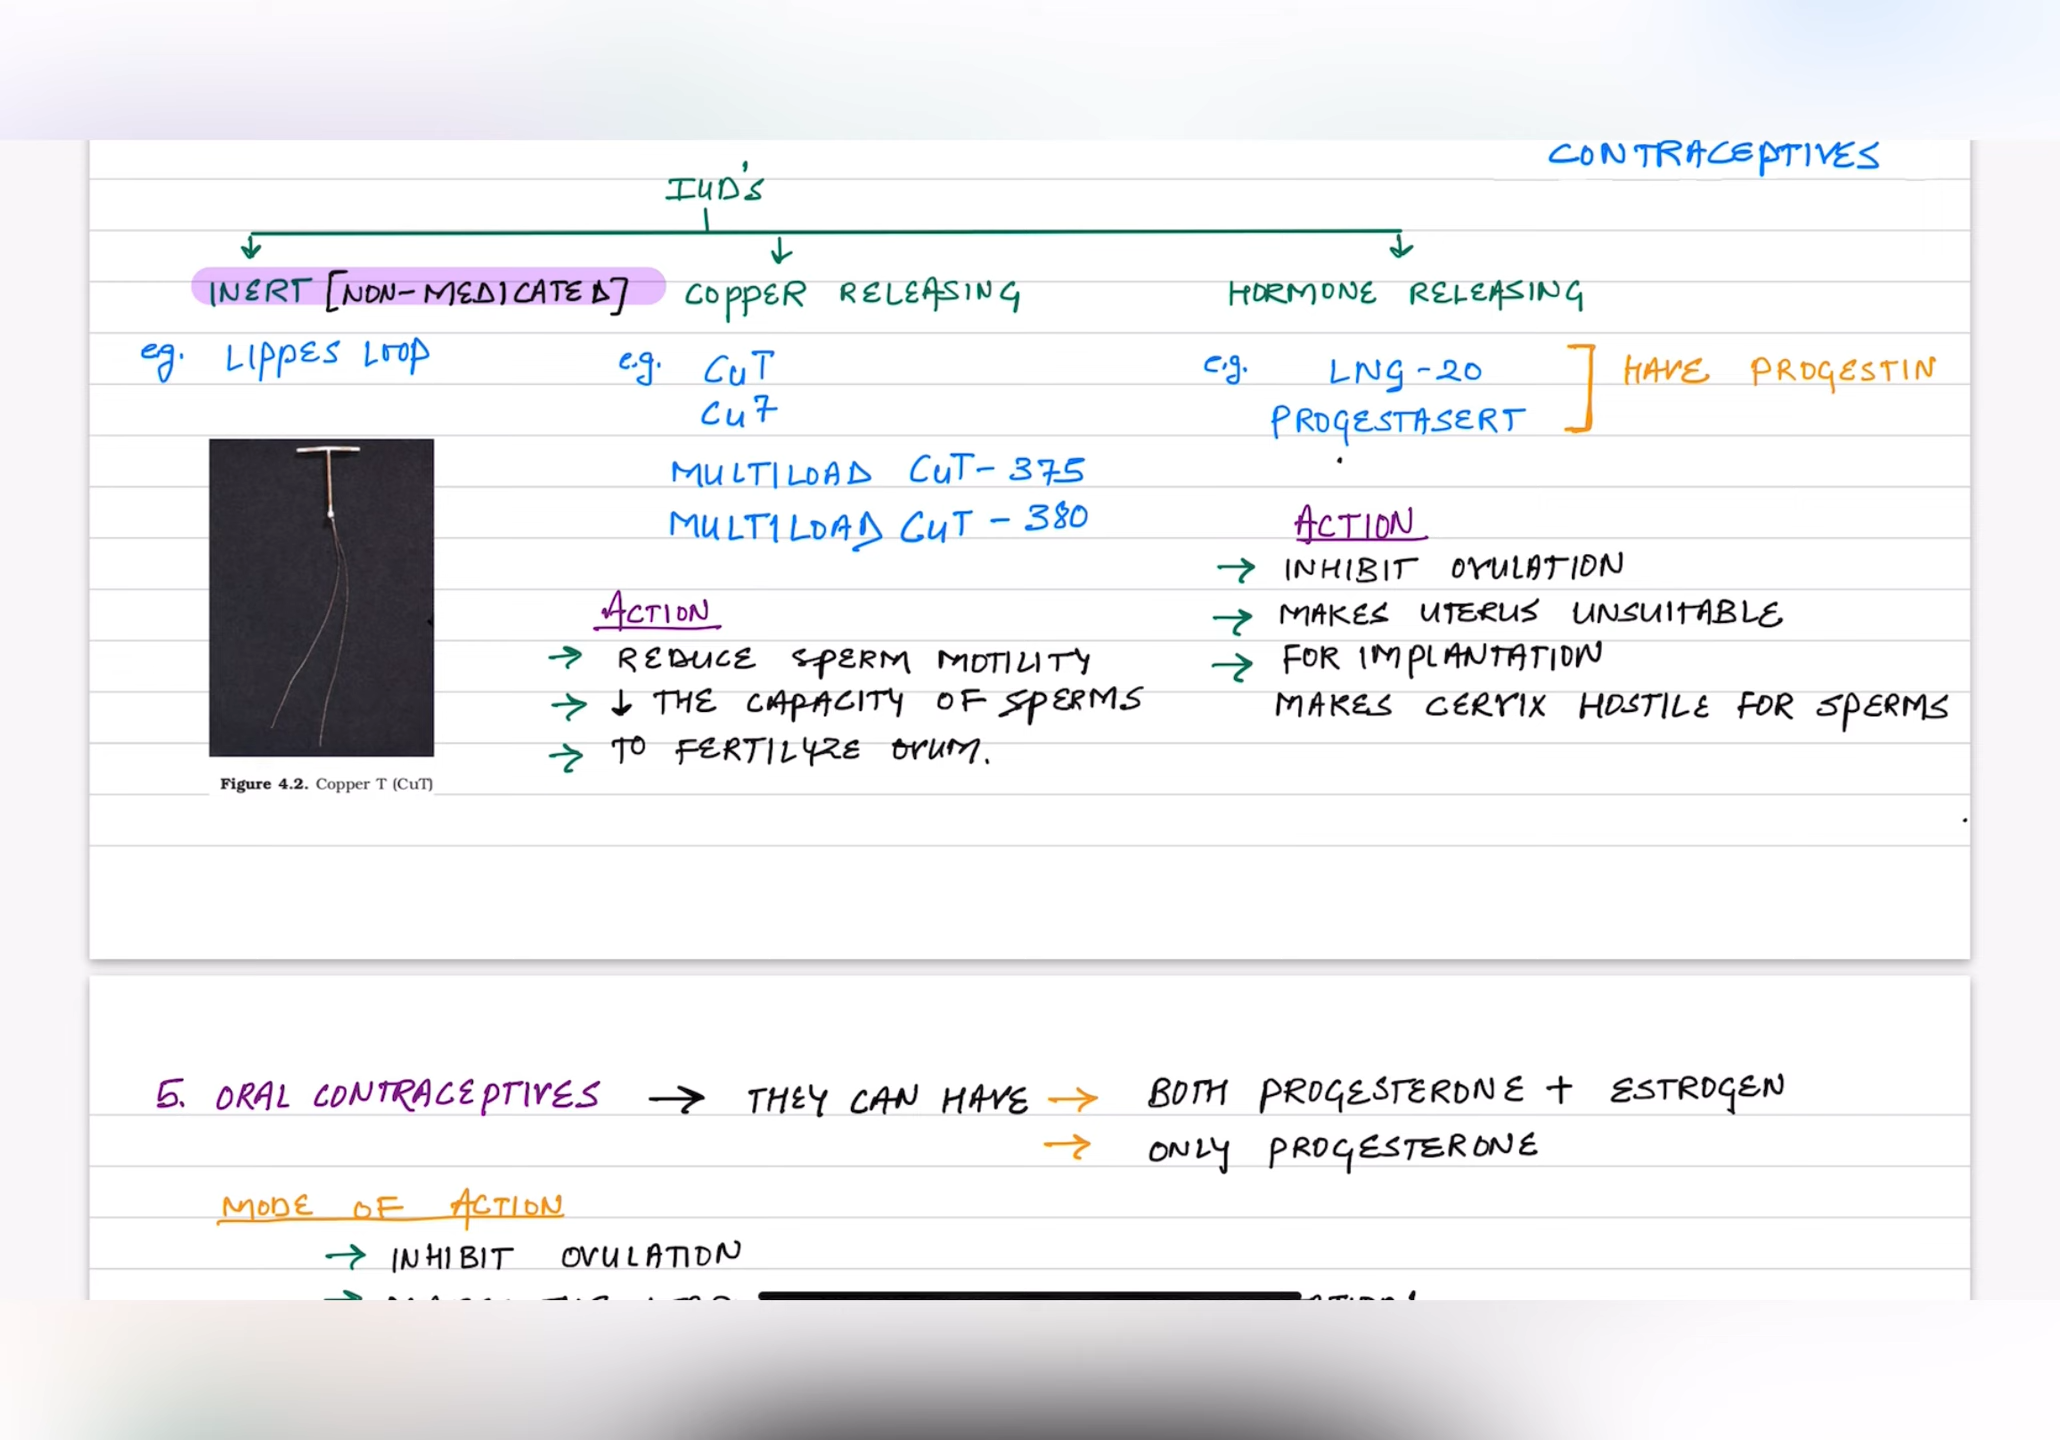 CONTRACEPTIVES
IUD's
INERT [NON-MEDICATED]
COPPER RELEASING
HORMONE RELEASING
eg. LIPPES LOOP
e.g. CuT
Cu7
MULTILOAD CuT-375
MULTILOAD CuT-380
e.g. LNG-20
PROGESTASERT
] HAVE PROGESTIN
Figure 4.2. Copper T (CuT)
ACTION
→ REDUCE SPERM MOTILITY
→ ↓ THE CAPACITY OF SPERMS
→ TO FERTILYZE OVUM.
ACTION
→ INHIBIT OVULATION
→ MAKES UTERUS UNSUITABLE
→ FOR IMPLANTATION
MAKES CERVIX HOSTILE FOR SPERMS
5. ORAL CONTRACEPTIVES → THEY CAN HAVE → BOTH PROGESTERONE + ESTROGEN
→ ONLY PROGESTERONE
MODE OF ACTION
→ INHIBIT OVULATION